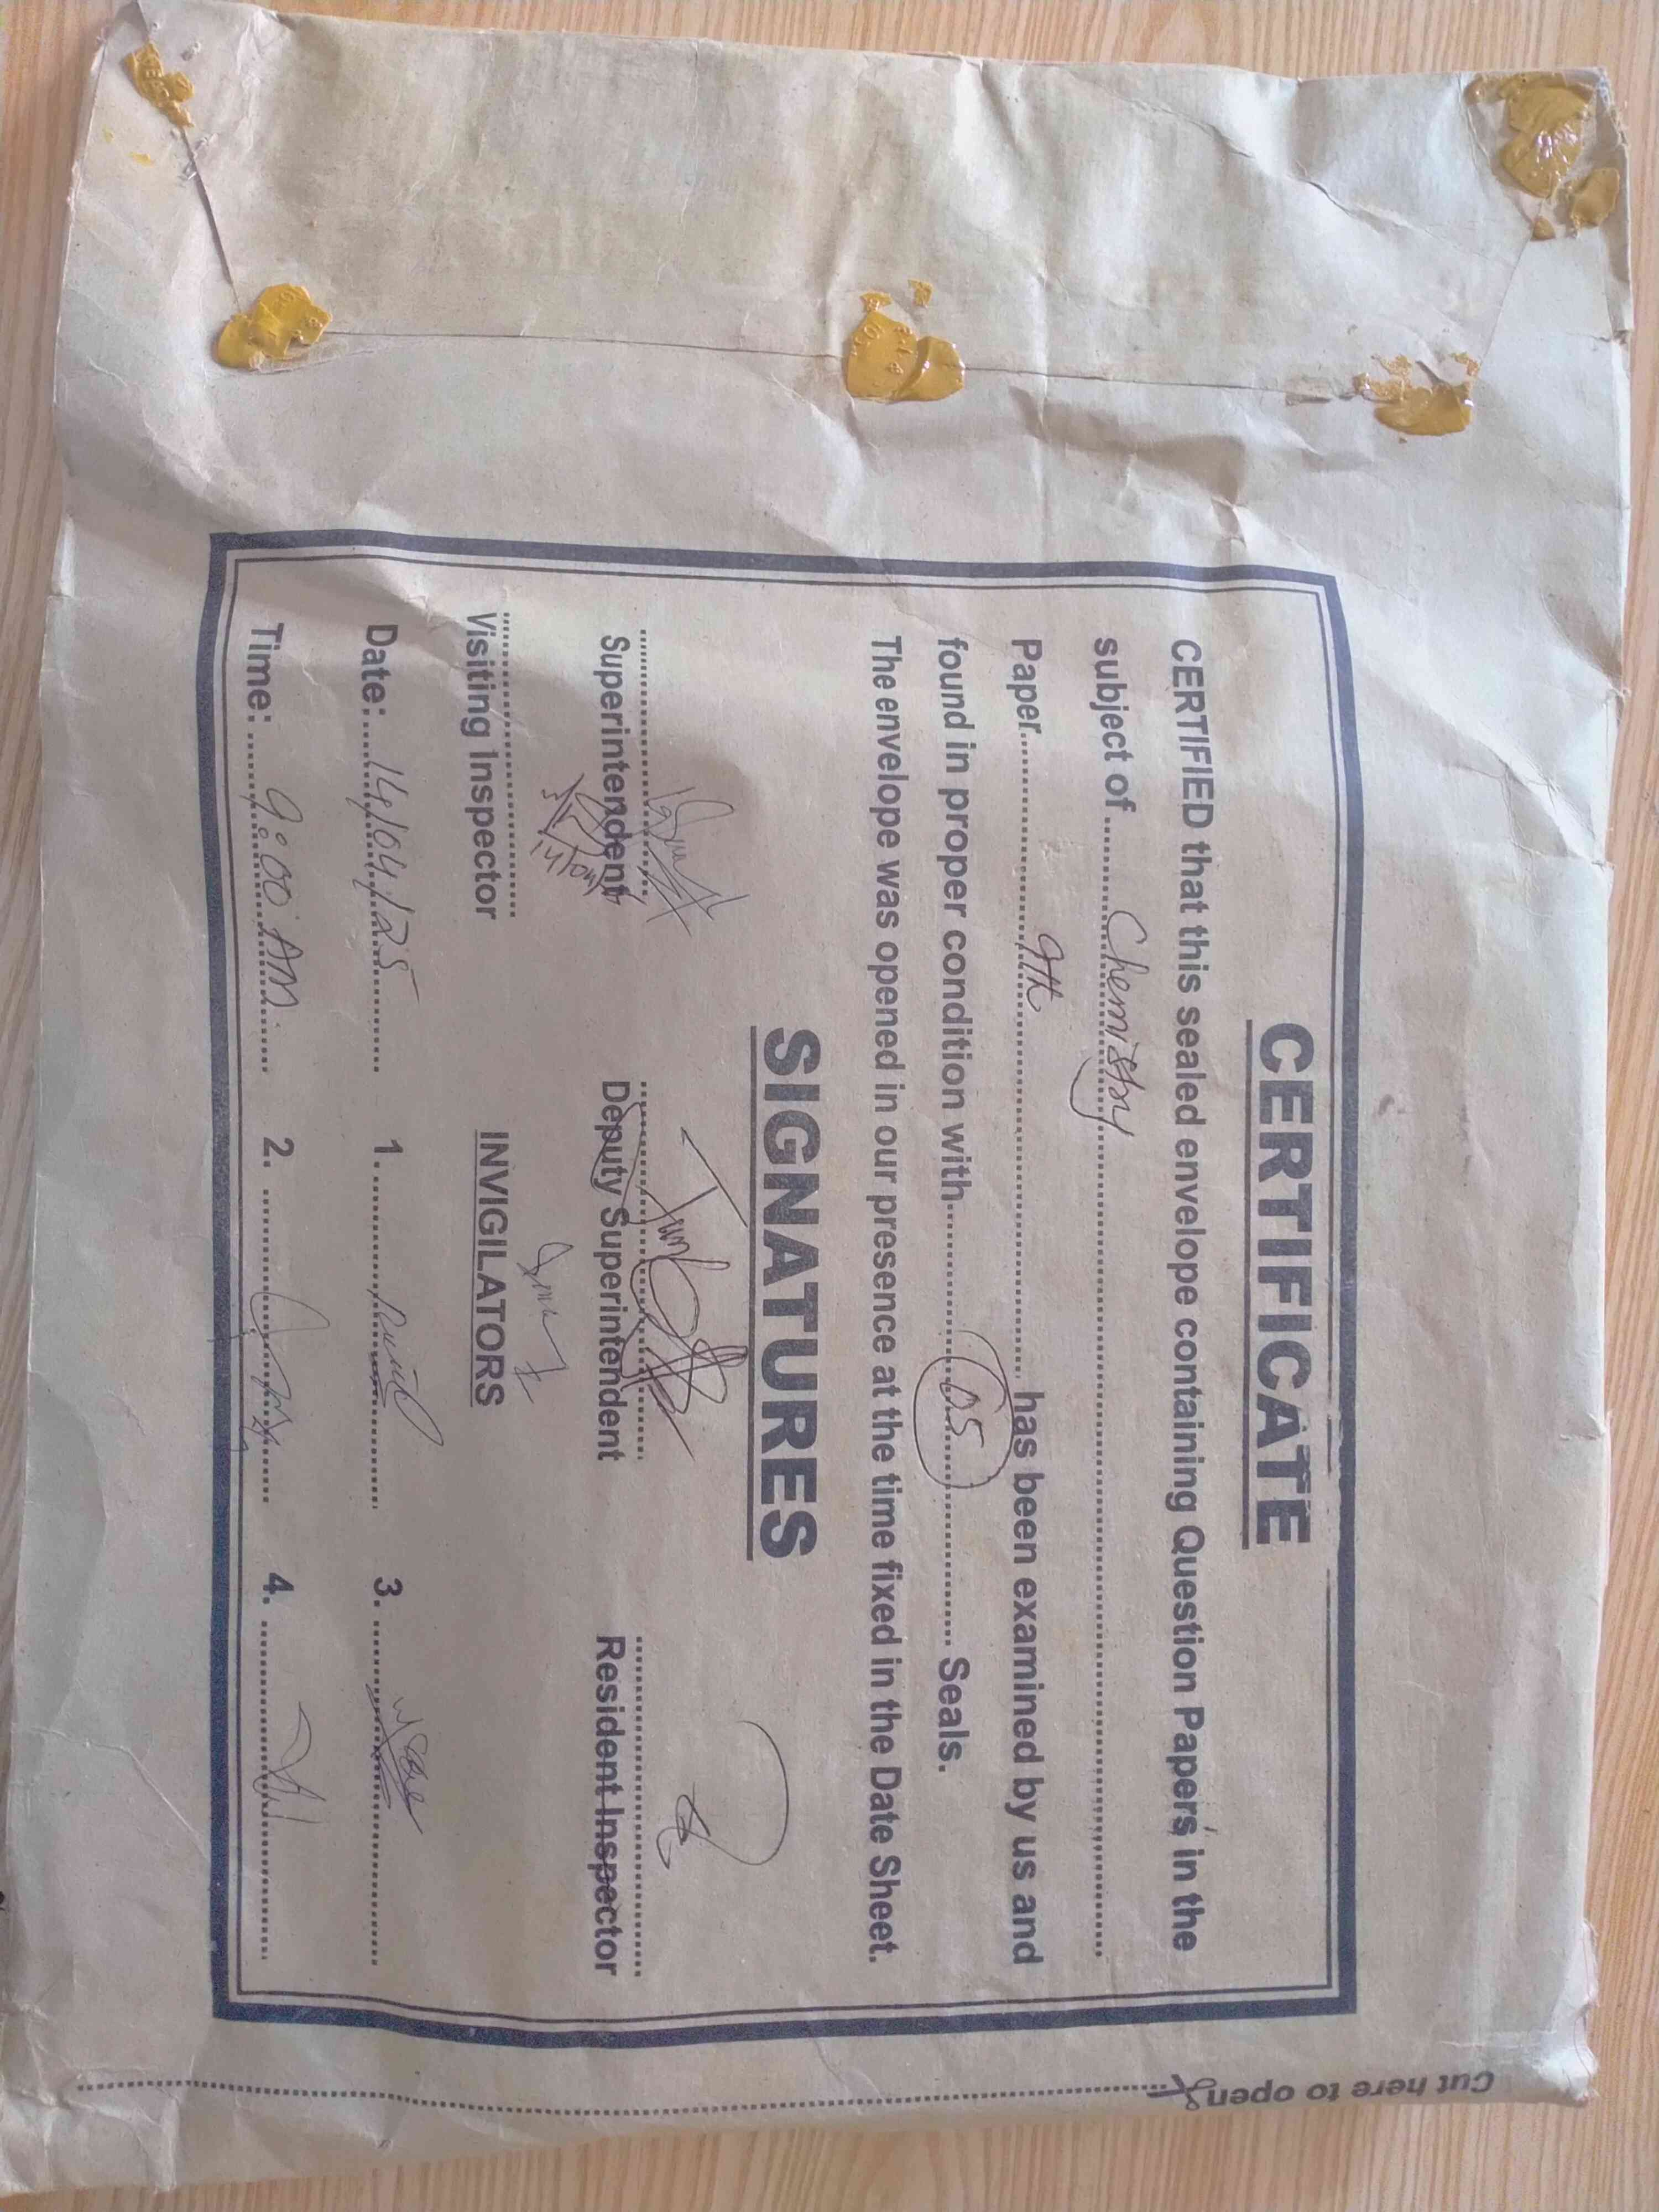 CERTIFICATE
CERTIFIED that this sealed envelope containing Question Papers in the
subject of ........ Chemistry ........
Paper........ 9th ........ has been examined by us and
found in proper condition with........ 05 ........ Seals.
The envelope was opened in our presence at the time fixed in the Date Sheet.
SIGNATURES
Superintendent Deputy Superintendent Resident Inspector
Visiting Inspector INVIGILATORS
Date: 14/04/25 1. ........ 3. ........
Time: 9:00 AM. 2. ........ 4. ........
Cut here to open